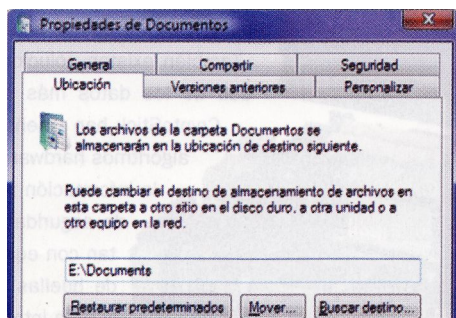 Propiedades de Documentos
General Compartir Seguridad
Ubicación Versiones anteriores Personalizar
Los archivos de la carpeta Documentos se
almacenarán en la ubicación de destino siguiente.
Puede cambiar el destino de almacenamiento de archivos en
esta carpeta a otro sitio en el disco duro, a otra unidad o a
otro equipo en la red.
E:\Documents
Restaurar predeterminados Mover... Buscar destino...